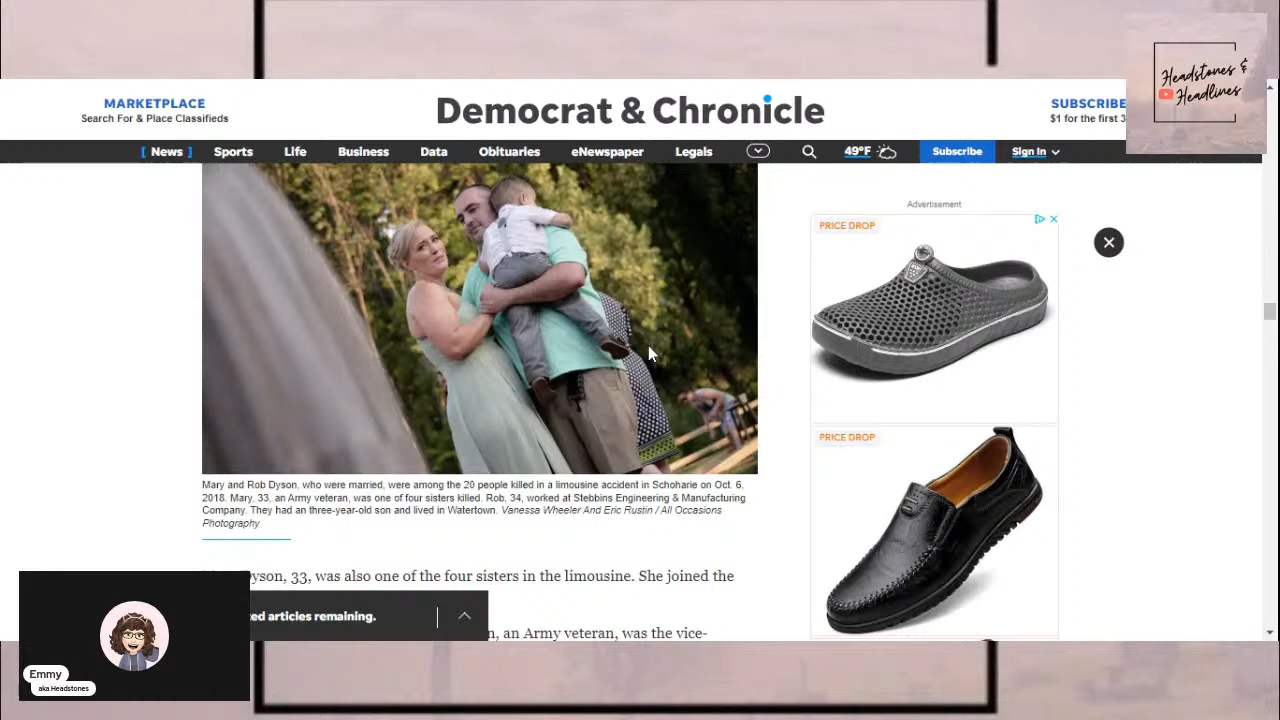 MARKETPLACE
Search For & Place Classifieds
Democrat & Chronicle
SUBSCRIBE
$1 for the first 3
Headstones &
Headlines
[ News ] Sports Life Business Data Obituaries eNewspaper Legals 49°F Subscribe Sign In
Advertisement
PRICE DROP
PRICE DROP
Mary and Rob Dyson, who were married, were among the 20 people killed in a limousine accident in Schoharie on Oct. 6,
2018. Mary, 33, an Army veteran, was one of four sisters killed. Rob, 34, worked at Stebbins Engineering & Manufacturing
Company. They had an three-year-old son and lived in Watertown. Vanessa Wheeler And Eric Rustin / All Occasions
Photography
Dyson, 33, was also one of the four sisters in the limousine. She joined the
articles remaining.
an Army veteran, was the vice-
Emmy
aka Headstones